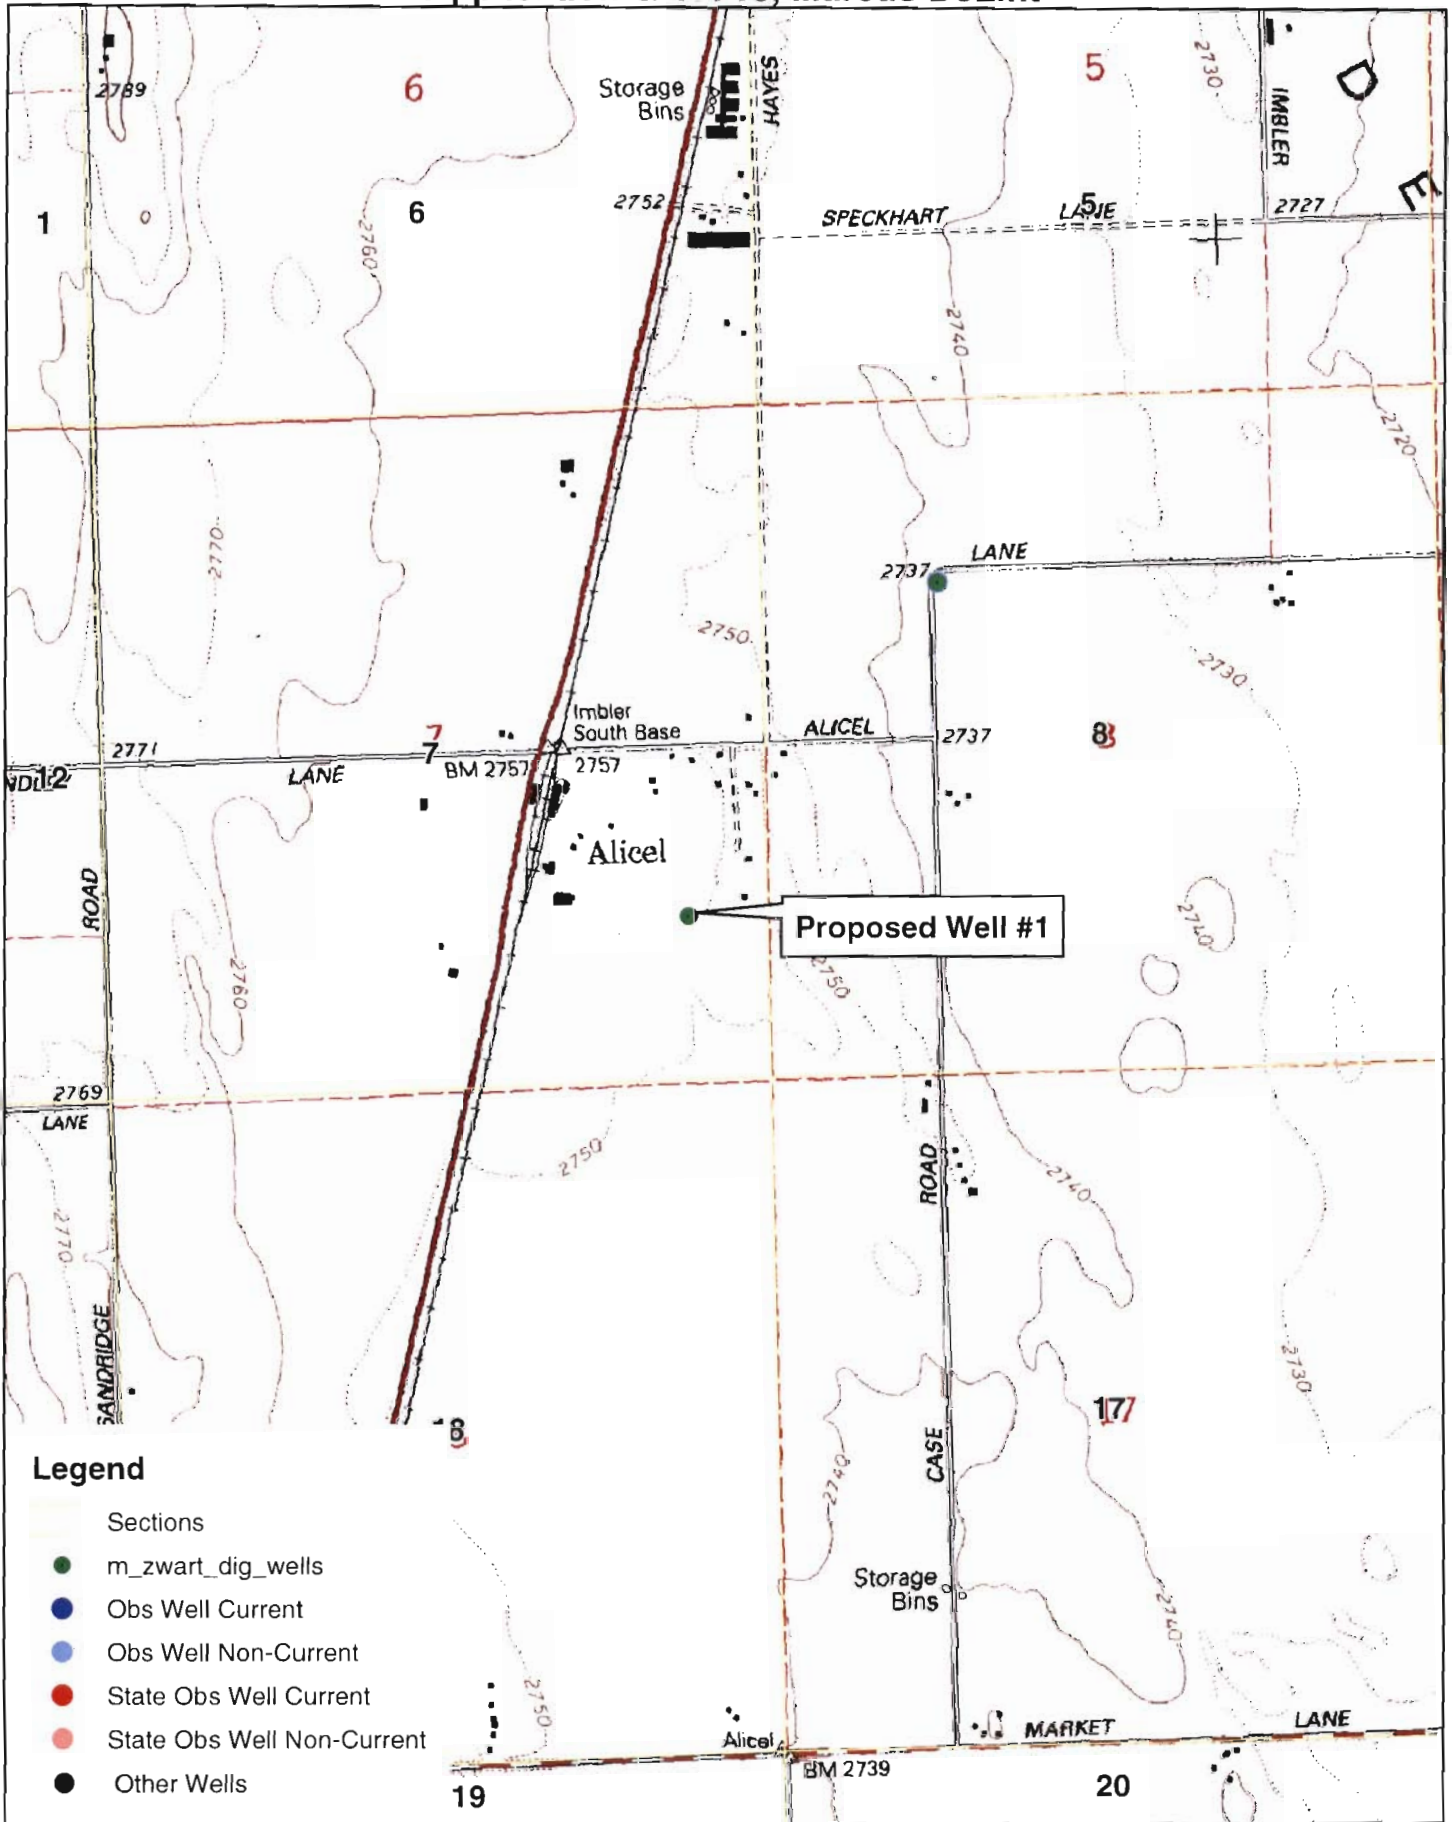 2789
6
Storage
Bins
HAYES
5
2730
IMBLER
D
E
1
6
2760
2752
SPECKHART
LANE
5
2727
2740
2720
2770
LANE
2737
2750
2730
Imbler
South Base
ALICEL
2737
7
7
8
2771
LANE
BM 2757
2757
12
Alicel
ROAD
Proposed Well #1
2740
2750
2760
2769
LANE
2750
ROAD
2740
2770
SANDRIDGE
2730
17
CASE
2740
Storage
Bins
2740
Legend
Sections
m_zwart_dig_wells
Obs Well Current
Obs Well Non-Current
State Obs Well Current
State Obs Well Non-Current
Other Wells
2750
Alicel
MARKET
LANE
BM 2739
19
20